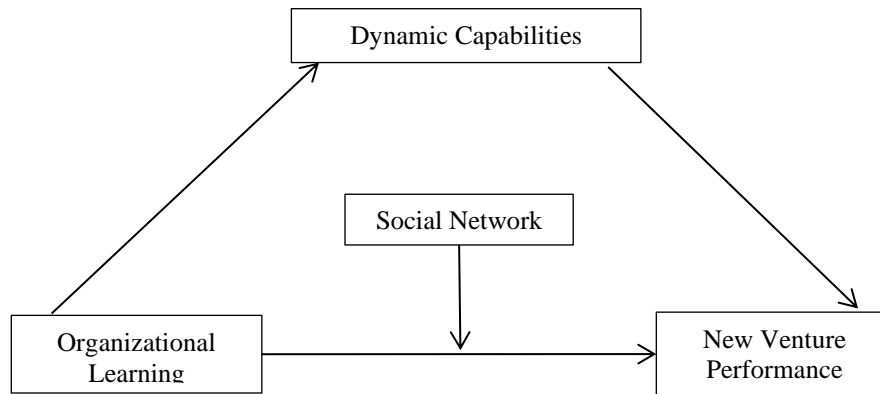 Dynamic Capabilities
Social Network
Organizational
Learning
New Venture
Performance